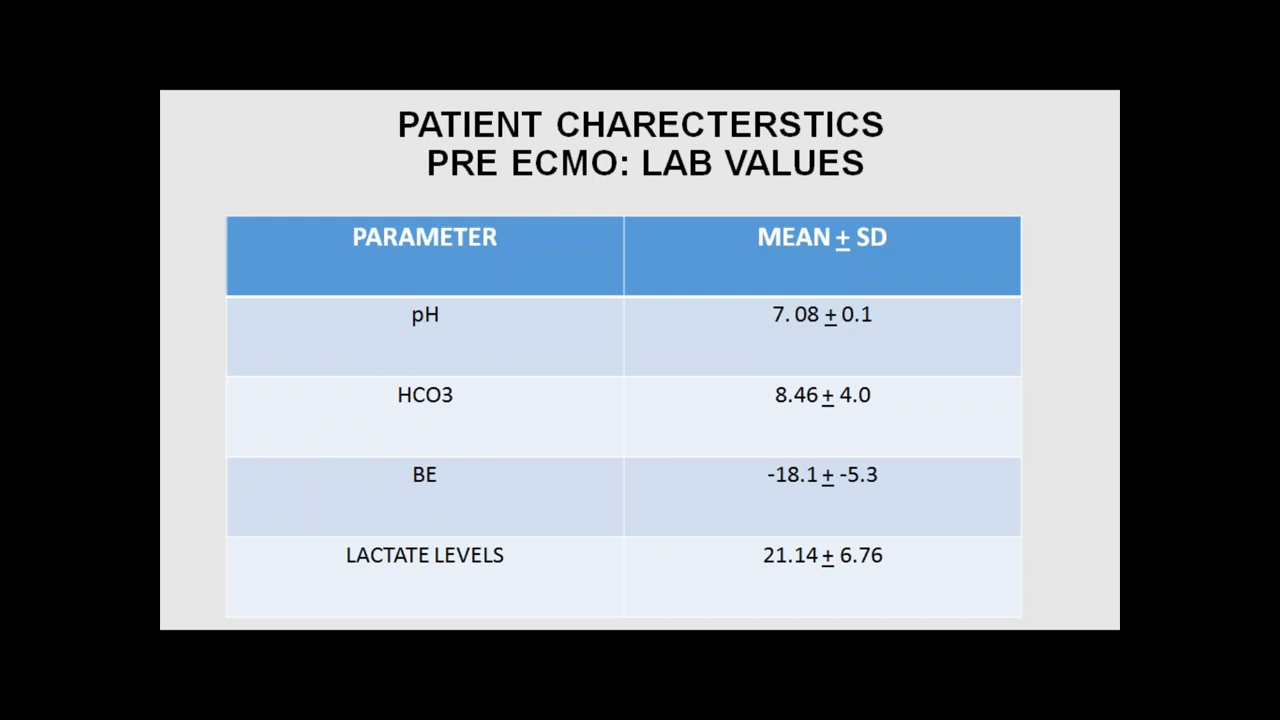 PATIENT CHARECTERSTICS
PRE ECMO: LAB VALUES
PARAMETER MEAN ± SD
pH 7. 08 ± 0.1
HCO3 8.46 ± 4.0
BE -18.1 ± -5.3
LACTATE LEVELS 21.14 ± 6.76